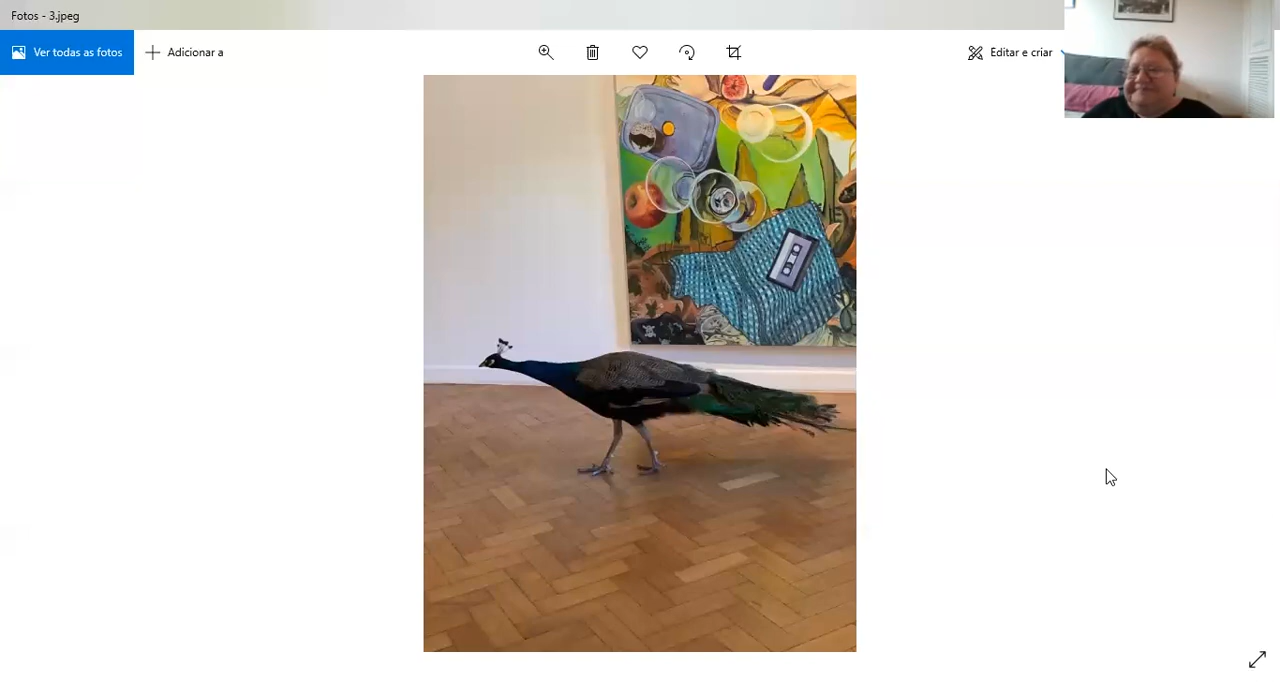 Fotos - 3.jpeg
Ver todas as fotos
Adicionar a
Editar e criar